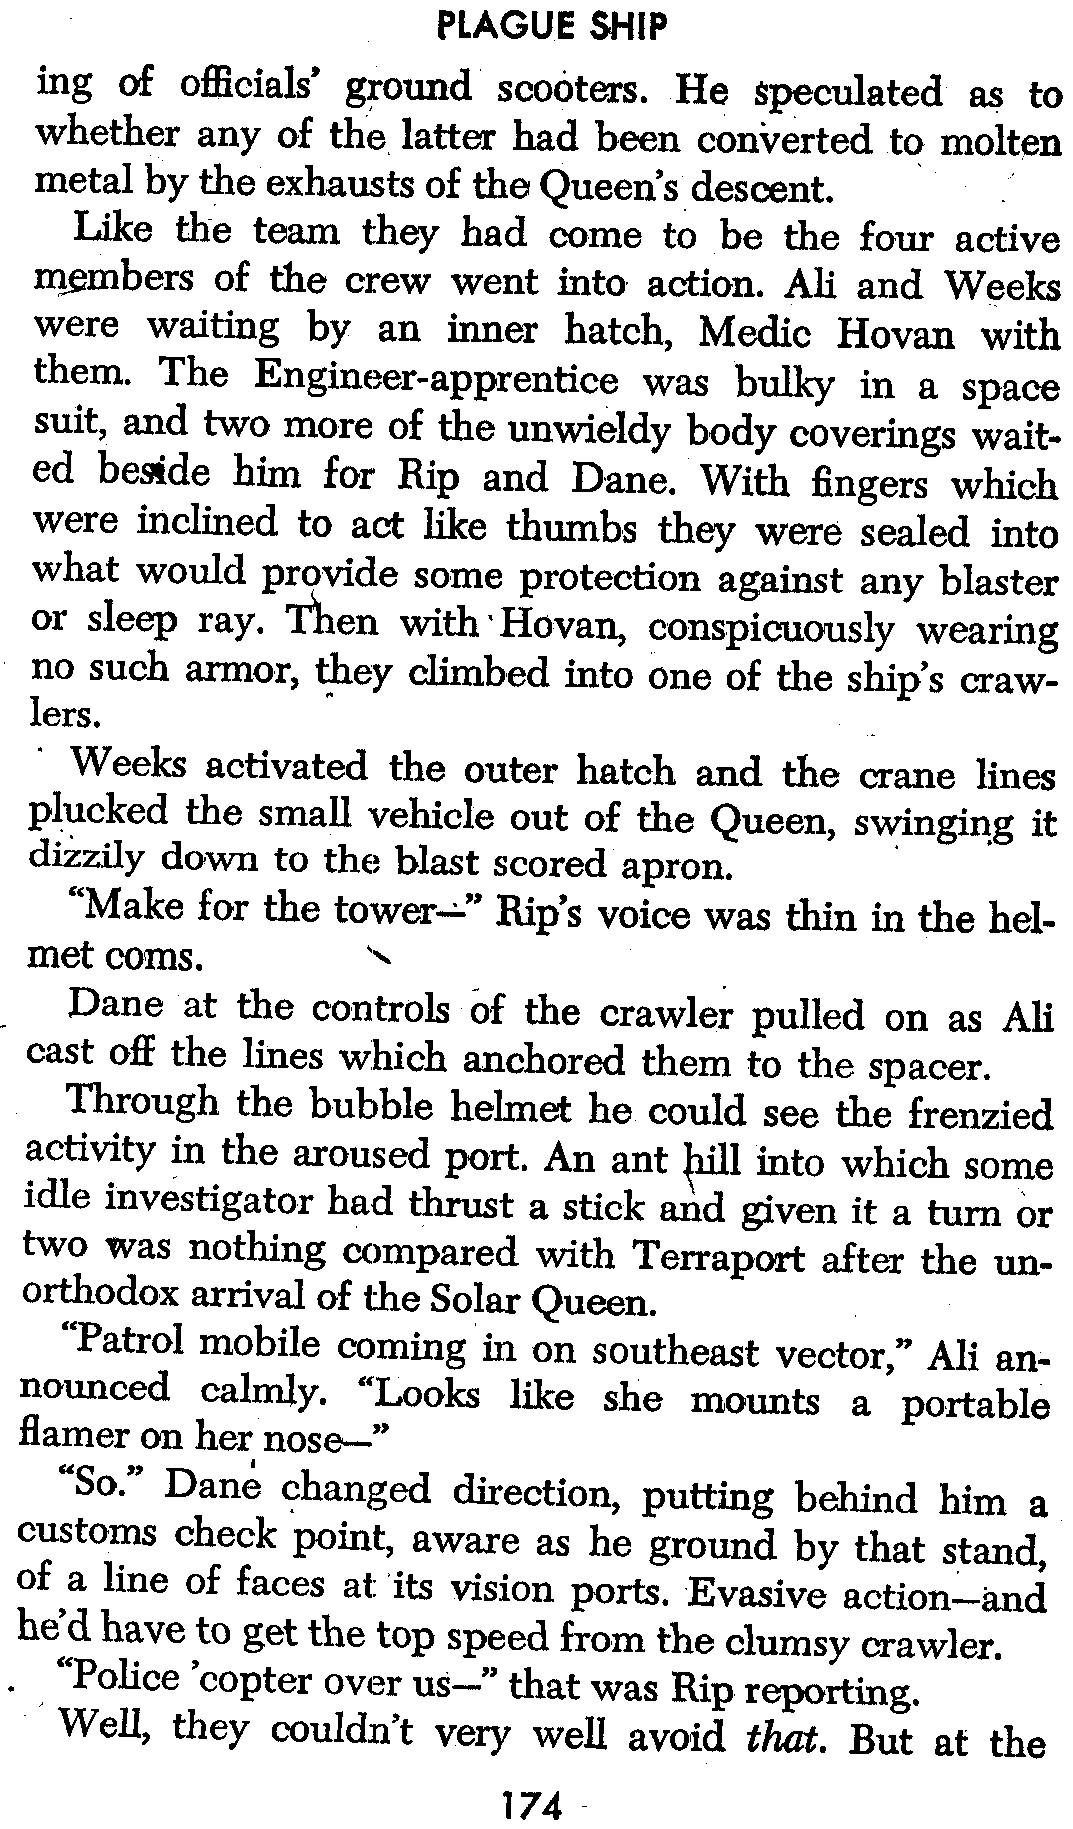 PLAGUE SHIP
ing of officials’ ground scooters. He speculated as to
whether any of the latter had been converted to molten
metal by the exhausts of the Queen’s descent.
Like the team they had come to be the four active
members of the crew went into action. Ali and Weeks
were waiting by an inner hatch, Medic Hovan with
them. The Engineer-apprentice was bulky in a space
suit, and two more of the unwieldy body coverings wait-
ed beside him for Rip and Dane. With fingers which
were inclined to act like thumbs they were sealed into
what would provide some protection against any blaster
or sleep ray. Then with Hovan, conspicuously wearing
no such armor, they climbed into one of the ship’s craw-
lers.
Weeks activated the outer hatch and the crane lines
plucked the small vehicle out of the Queen, swinging it
dizzily down to the blast scored apron.
“Make for the tower—” Rip’s voice was thin in the hel-
met coms.
Dane at the controls of the crawler pulled on as Ali
cast off the lines which anchored them to the spacer.
Through the bubble helmet he could see the frenzied
activity in the aroused port. An ant hill into which some
idle investigator had thrust a stick and given it a turn or
two was nothing compared with Terraport after the un-
orthodox arrival of the Solar Queen.
“Patrol mobile coming in on southeast vector,” Ali an-
nounced calmly. “Looks like she mounts a portable
flamer on her nose—”
“So.” Dane changed direction, putting behind him a
customs check point, aware as he ground by that stand,
of a line of faces at its vision ports. Evasive action—and
he’d have to get the top speed from the clumsy crawler.
“Police ’copter over us—” that was Rip reporting.
Well, they couldn’t very well avoid that. But at the
174